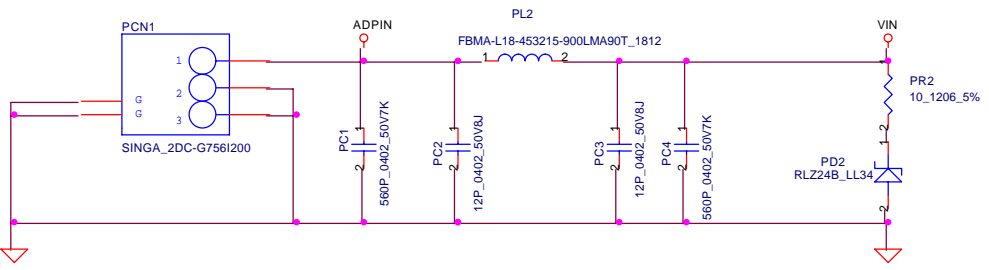 PCN1
1
2
3
G
G
SINGA_2DC-G756I200
ADPIN
PL2
FBMA-L18-453215-900LMA90T_1812
1
2
VIN
PC1
560P_0402_50V7K
1
2
PC2
12P_0402_50V8J
1
2
PC3
12P_0402_50V8J
1
2
PC4
560P_0402_50V7K
1
2
1
PR2
10_1206_5%
2
1
PD2
RLZ24B_LL34
2